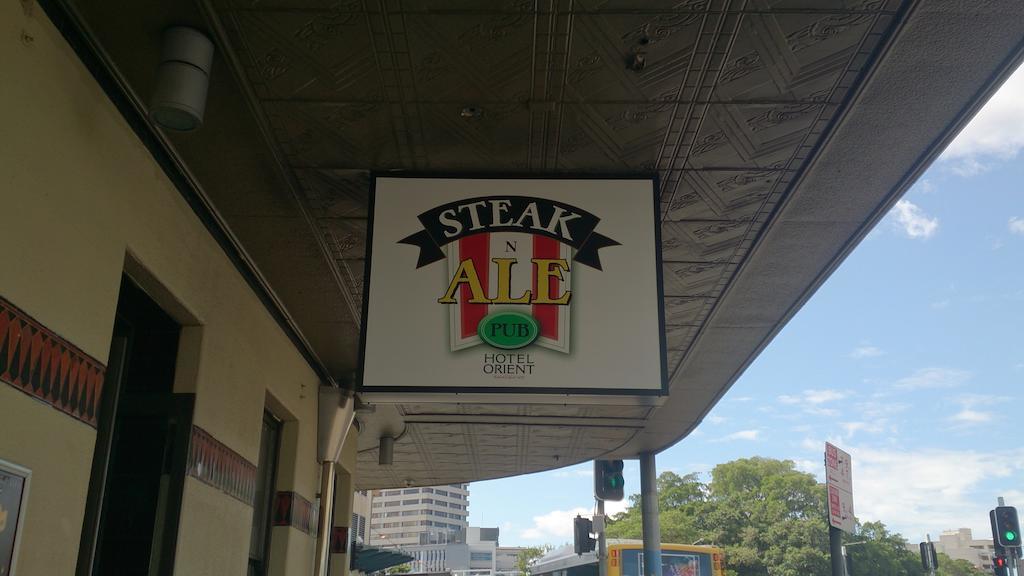 STEAK
N
ALE
PUB
HOTEL
ORIENT